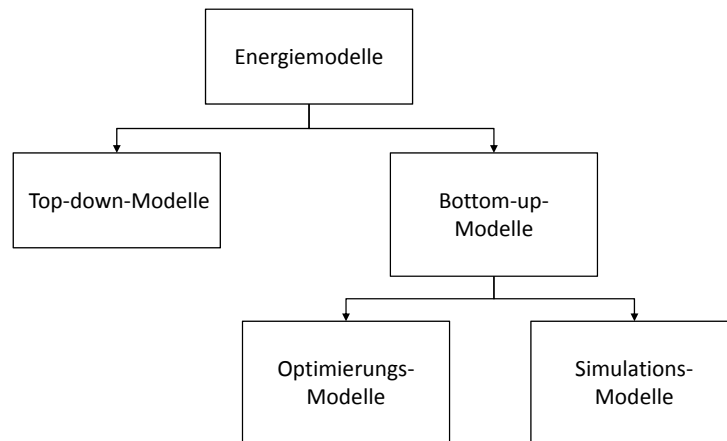 Energiemodelle
Top-down-Modelle
Bottom-up-
Modelle
Optimierungs-
Modelle
Simulations-
Modelle